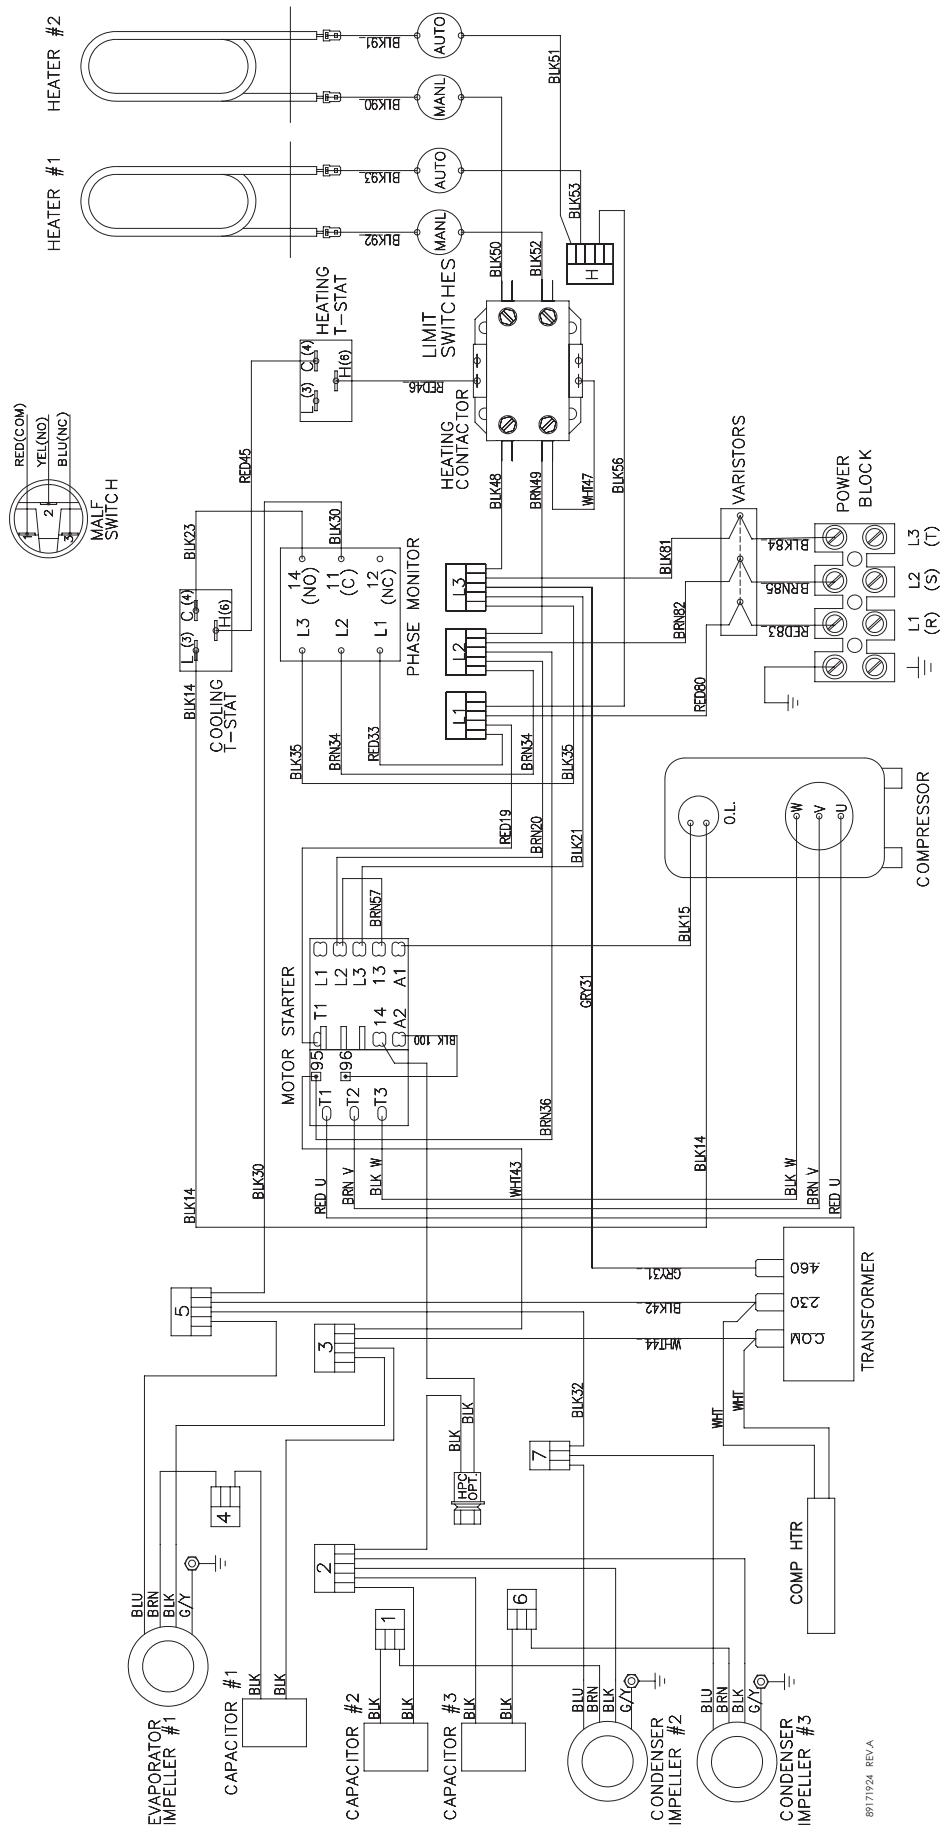 HEATER #2
BLK91
AUTO
BLK51
BLK90
MANL
HEATER #1
BLK93
AUTO
BLK53
BLK92
MANL
BLK50
BLK52
H
LIMIT
SWITCHES
HEATING
T-STAT
L (3)
C (4)
H(6)
RED46
HEATING
CONTACTOR
BLK48
BRN49
WHT47
BLK56
RED(COM)
YEL(NO)
BLU(NC)
1
2
3
MALF
SWITCH
RED45
BLK23
BLK30
COOLING
T-STAT
L (3)
C (4)
H(6)
BLK14
PHASE MONITOR
14
(NO)
11
(C)
12
(NC)
L3
L2
L1
BLK35
BRN34
RED33
L3
L2
L1
BLK81
BRN82
RED80
VARISTORS
BLK84
BRN85
RED83
POWER
BLOCK
L3
(T)
L2
(S)
L1
(R)
RED19
BRN34
BLK35
BRN20
BLK21
BRN57
MOTOR STARTER
L1
L2
L3
13
A1
T1
14
A2
95
96
T1
T2
T3
BLK 100
BLK15
O.L.
W
V
U
COMPRESSOR
GRY31
BRN36
BLK14
BLK14
BLK30
RED U
BRN V
BLK W
WHT43
BLK W
BRN V
RED U
5
3
GRY31
BLK42
WHT44
460
230
COM
TRANSFORMER
WHT
WHT
COMP HTR
BLK32
7
BLK
BLK
HPC
OPT.
4
2
1
6
BLU
BRN
BLK
G/Y
EVAPORATOR
IMPELLER #1
BLK
BLK
CAPACITOR #1
BLK
BLK
CAPACITOR #2
BLK
BLK
CAPACITOR #3
BLU
BRN
BLK
G/Y
CONDENSER
IMPELLER #2
BLU
BRN
BLK
G/Y
CONDENSER
IMPELLER #3
89171924 REV.A